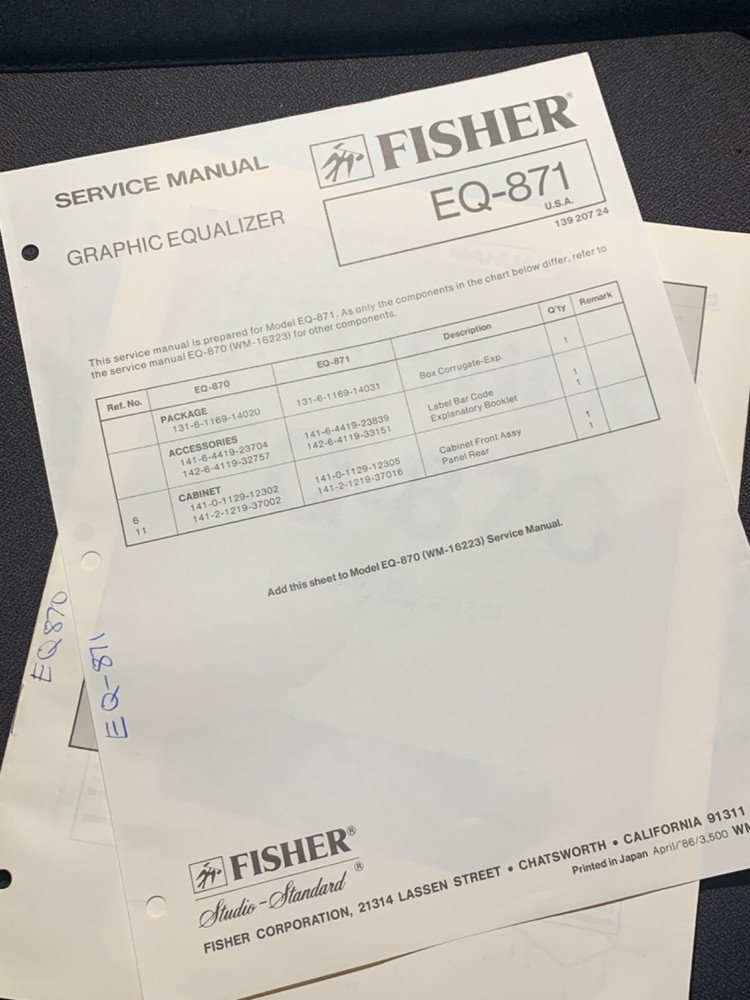 SERVICE MANUAL
FISHER®
GRAPHIC EQUALIZER
EQ-871
U.S.A.
139 207 24
This service manual is prepared for Model EQ-871. As only the components in the chart below differ, refer to
the service manual EQ-870 (WM-16223) for other components.
Ref. No. EQ-870 EQ-871 Description Q'ty Remark
PACKAGE
131-6-1169-14020 131-6-1169-14031 Box Corrugate-Exp. 1
ACCESSORIES
141-6-4419-23704 141-6-4419-23839 Label Bar Code 1
142-6-4119-32757 142-6-4119-33151 Explanatory Booklet 1
CABINET
6 141-0-1129-12302 141-0-1129-12305 Cabinet Front Assy 1
11 141-2-1219-37002 141-2-1219-37016 Panel Rear 1
Add this sheet to Model EQ-870 (WM-16223) Service Manual.
EQ870
EQ-871
FISHER®
Studio-Standard®
FISHER CORPORATION, 21314 LASSEN STREET • CHATSWORTH • CALIFORNIA 91311
Printed in Japan April/'86/3,500 WM